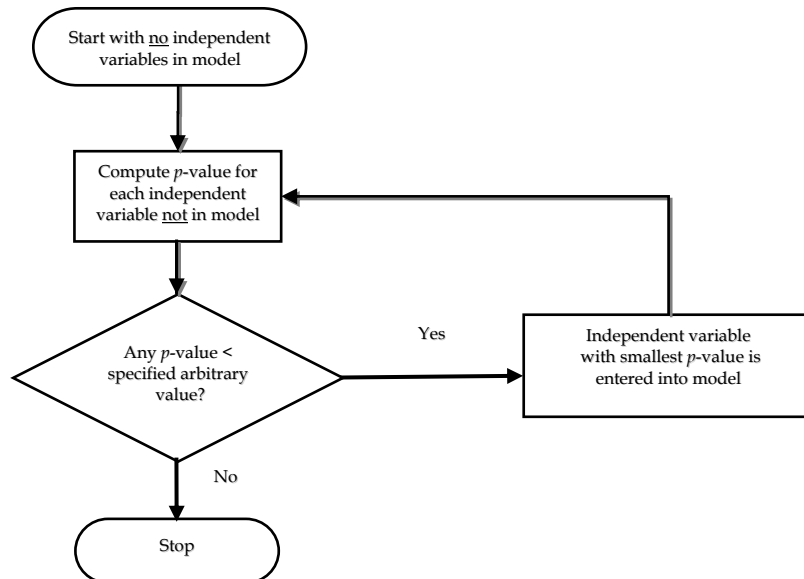 Start with no independent
variables in model
Compute p-value for
each independent
variable not in model
Any p-value <
specified arbitrary
value?
Yes
Independent variable
with smallest p-value is
entered into model
No
Stop